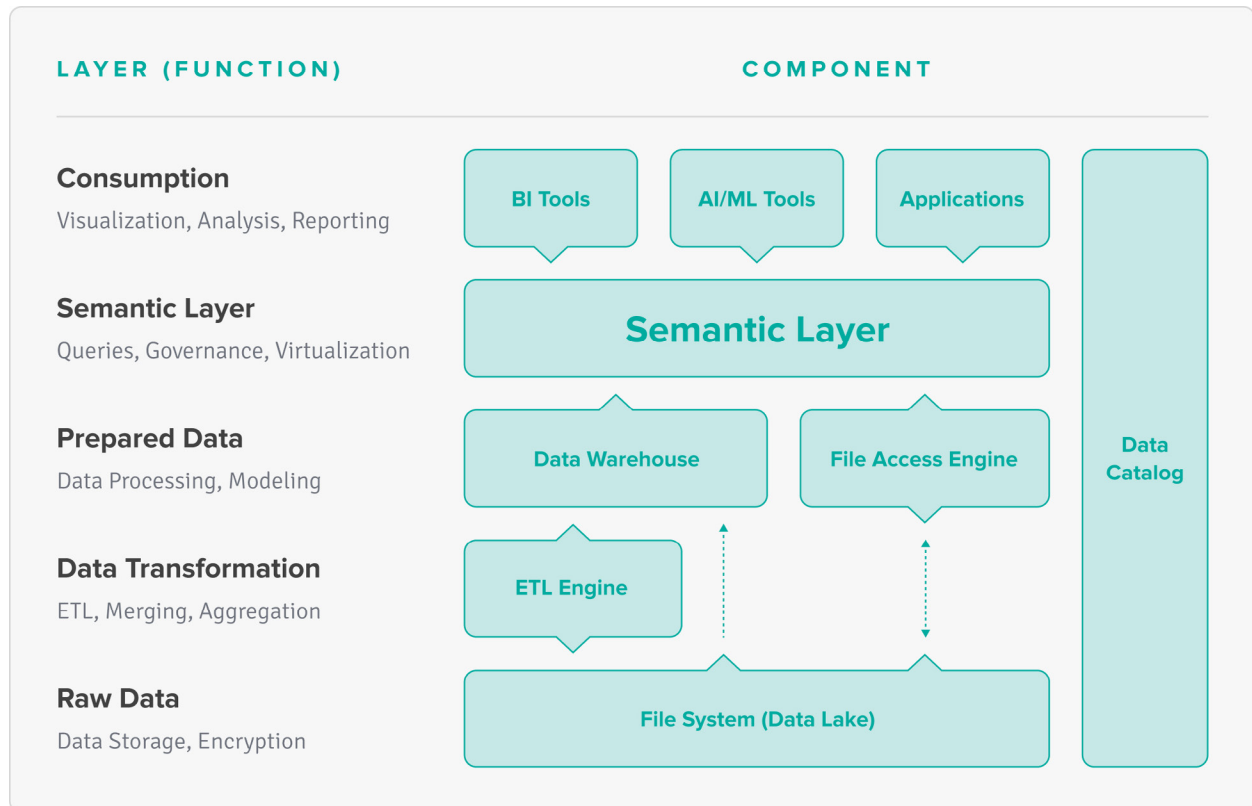 LAYER (FUNCTION)
COMPONENT
Consumption
Visualization, Analysis, Reporting
BI Tools
AI/ML Tools
Applications
Semantic Layer
Queries, Governance, Virtualization
Semantic Layer
Prepared Data
Data Processing, Modeling
Data Warehouse
File Access Engine
Data
Catalog
Data Transformation
ETL, Merging, Aggregation
ETL Engine
Raw Data
Data Storage, Encryption
File System (Data Lake)